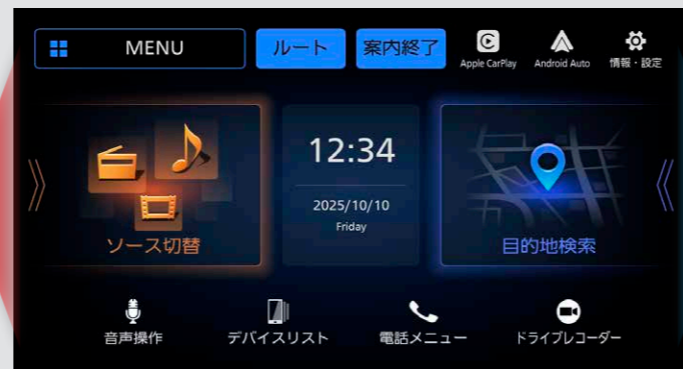 MENU
ルート
案内終了
Apple CarPlay
Android Auto
情報・設定
12:34
2025/10/10
Friday
ソース切替
目的地検索
音声操作
デバイスリスト
電話メニュー
ドライブレコーダー